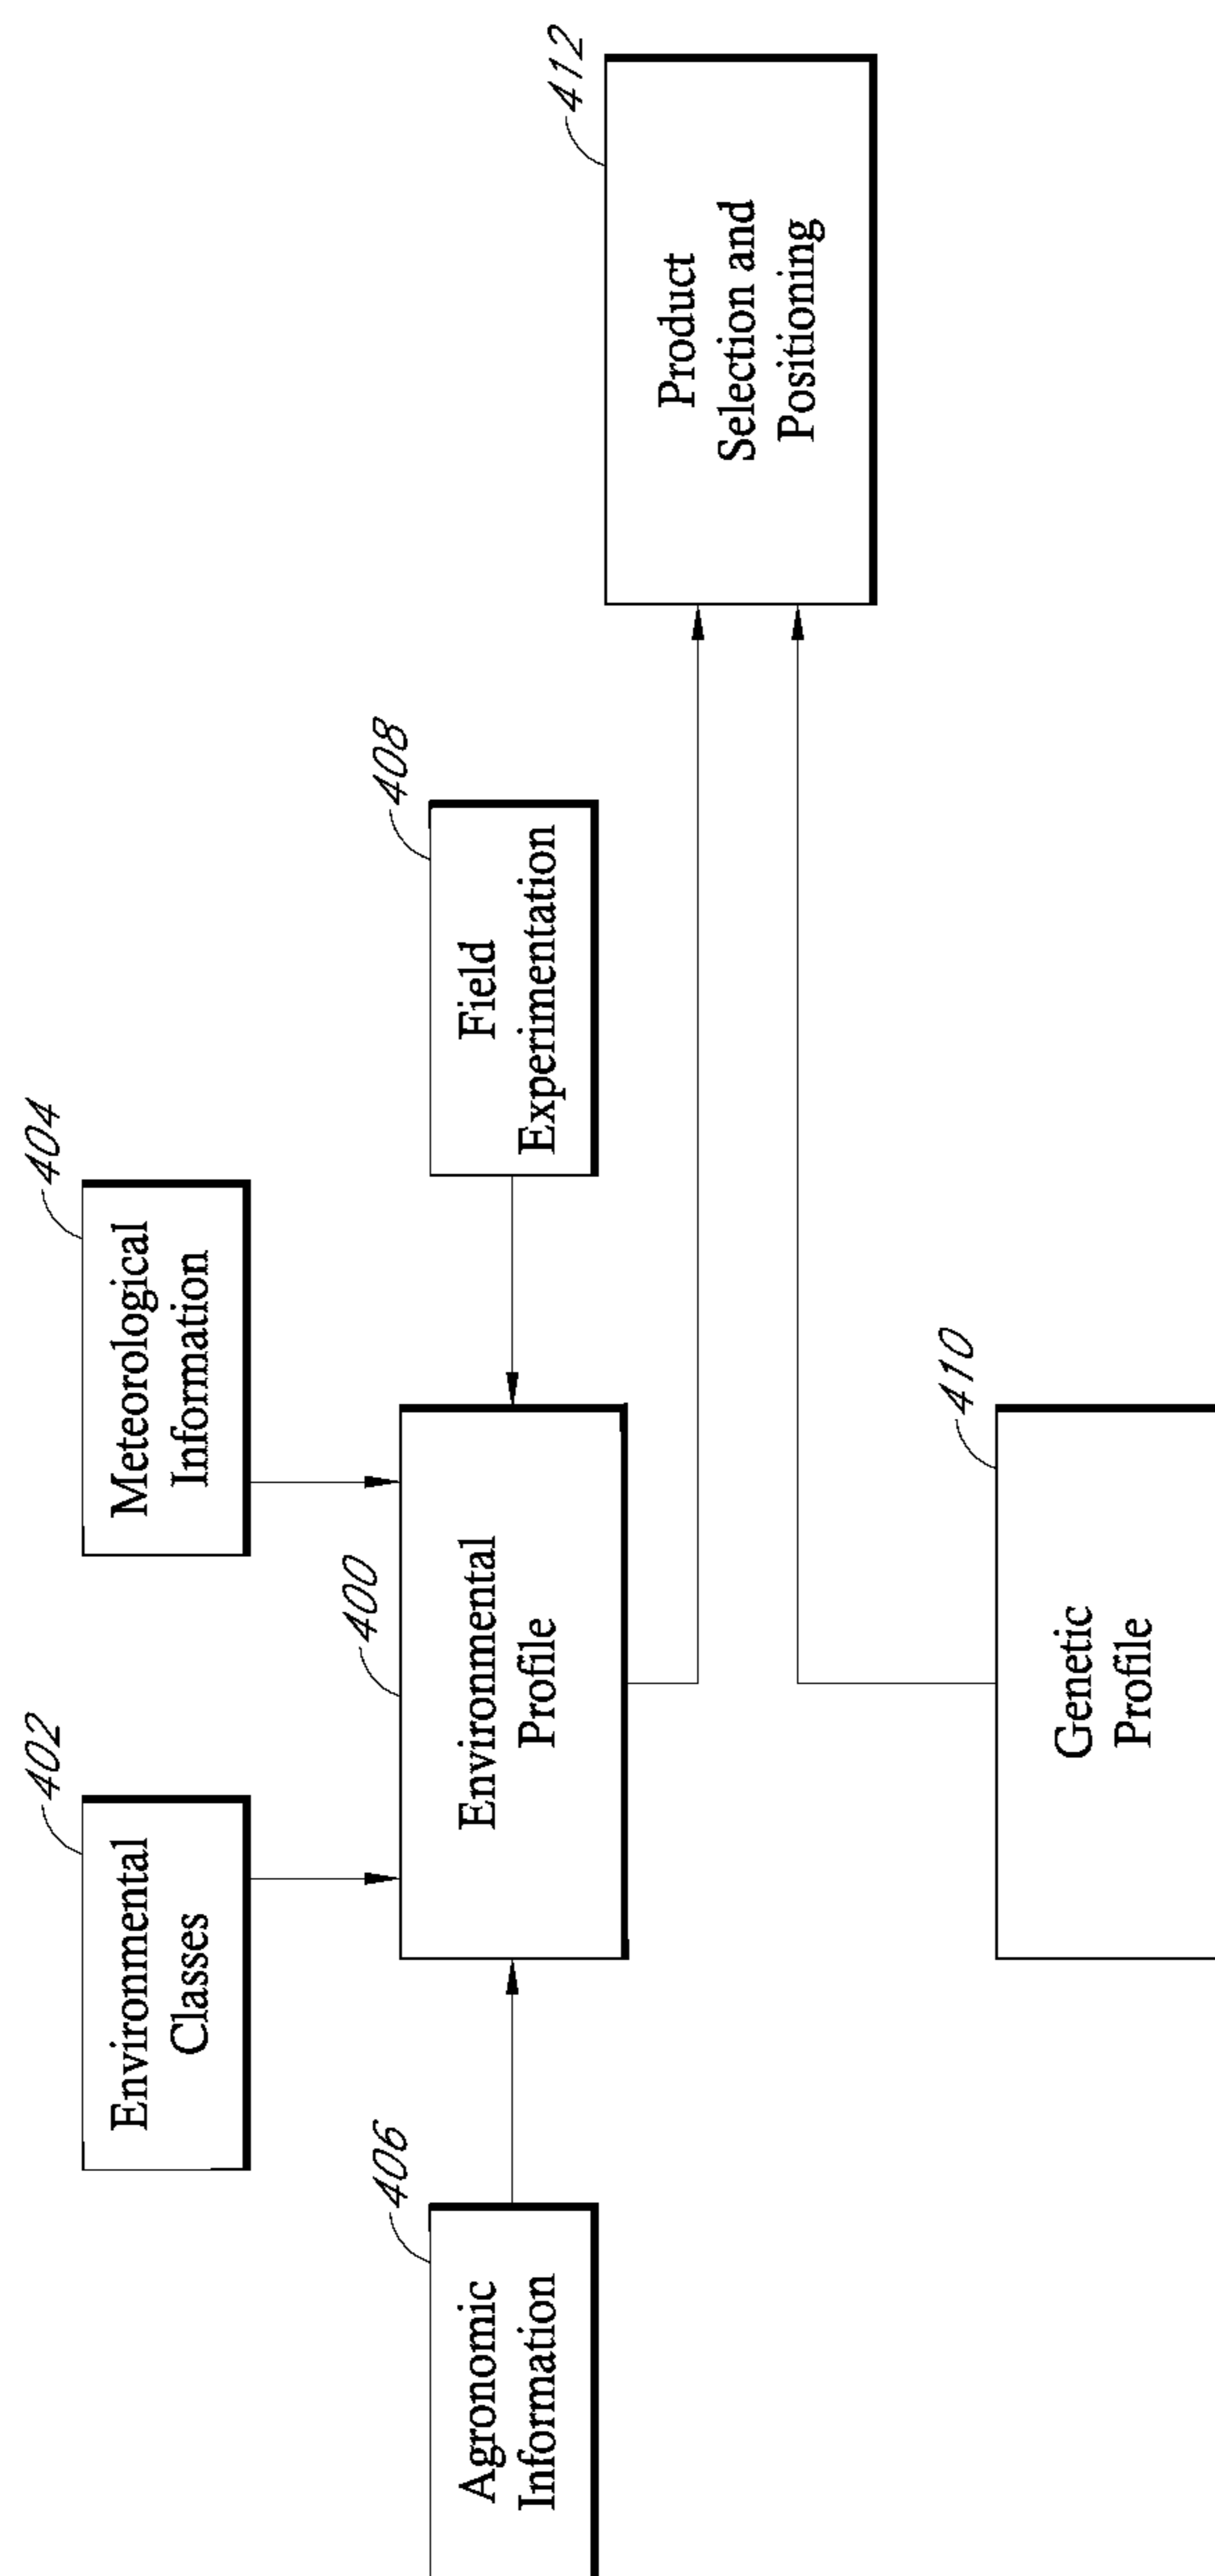 402
Environmental
Classes
404
Meteorological
Information
406
Agronomic
Information
400
Environmental
Profile
408
Field
Experimentation
412
Product
Selection and
Positioning
410
Genetic
Profile